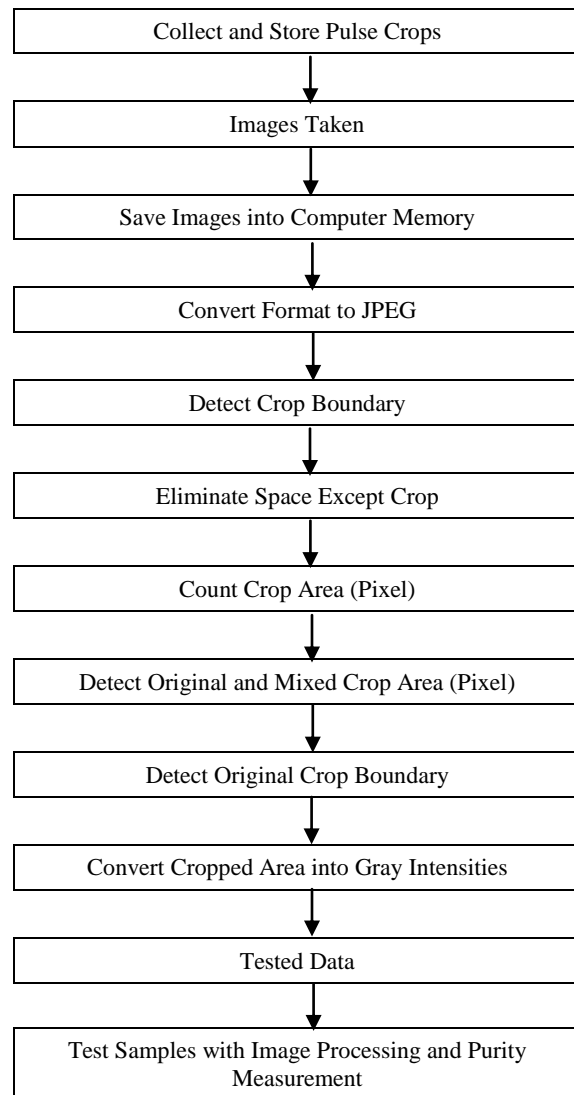 Collect and Store Pulse Crops
Images Taken
Save Images into Computer Memory
Convert Format to JPEG
Detect Crop Boundary
Eliminate Space Except Crop
Count Crop Area (Pixel)
Detect Original and Mixed Crop Area (Pixel)
Detect Original Crop Boundary
Convert Cropped Area into Gray Intensities
Tested Data
Test Samples with Image Processing and Purity
Measurement